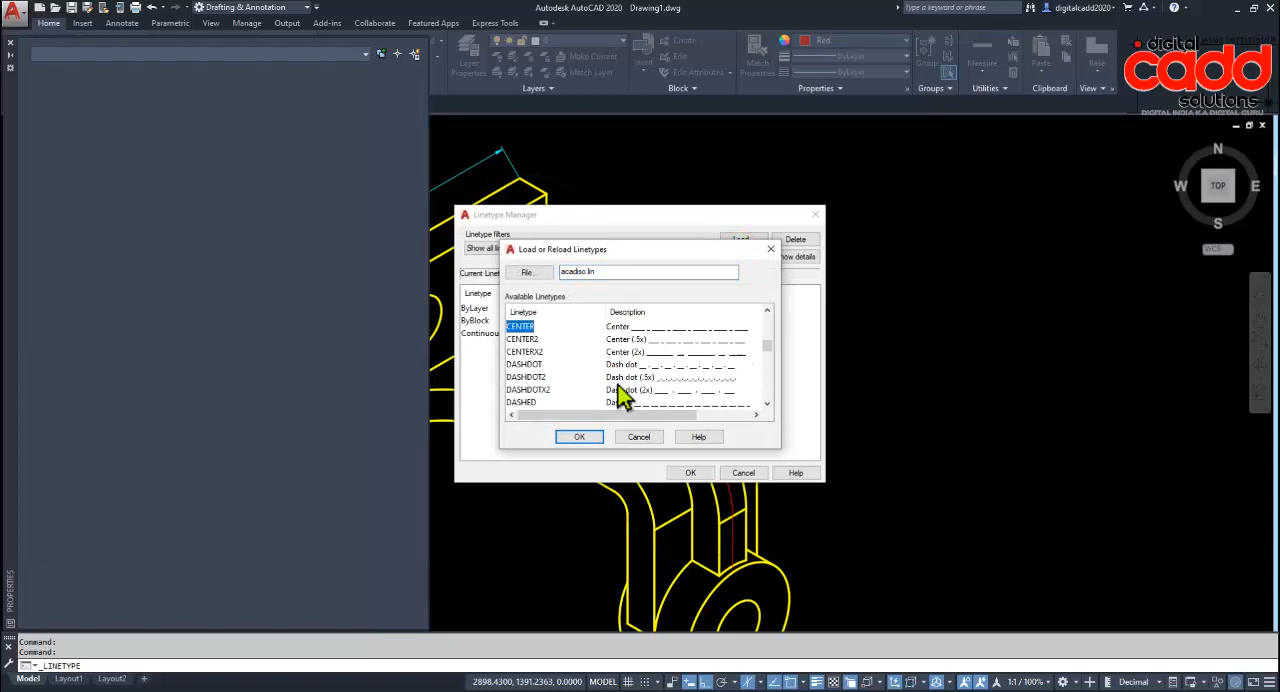 Drafting & Annotation
Autodesk AutoCAD 2020 Drawing1.dwg
Type a keyword or phrase
digitalcadd2020
Home Insert Annotate Parametric View Manage Output Add-ins Collaborate Featured Apps Express Tools
digital
cadd
solutions
DIGITAL INDIA KA DIGITAL GURU
Create
Red
Edit
Make Current
ByLayer
Layer
Properties
Insert
Edit Attributes
Match Layer
Match
Properties
ByLayer
Group
Measure
Paste
Base
Layers
Block
Properties
Groups
Utilities
Clipboard
View
N
W
TOP
E
S
WCS
Linetype Manager
Linetype filters
Delete
Load or Reload Linetypes
File...
acadiso.lin
Current Linet
Available Linetypes
Linetype
Linetype Description
ByLayer
ByBlock
Continuou
CENTER Center
CENTER2 Center (.5x)
CENTERX2 Center (2x)
DASHDOT Dash dot
DASHDOT2 Dash dot (.5x)
DASHDOTX2 dot (2x)
DASHED
OK Cancel Help
OK Cancel Help
PROPERTIES
Command:
Command:
_LINETYPE
Model Layout1 Layout2 +
2898.4300, 1391.2363, 0.0000 MODEL
1:1 / 100%
Decimal